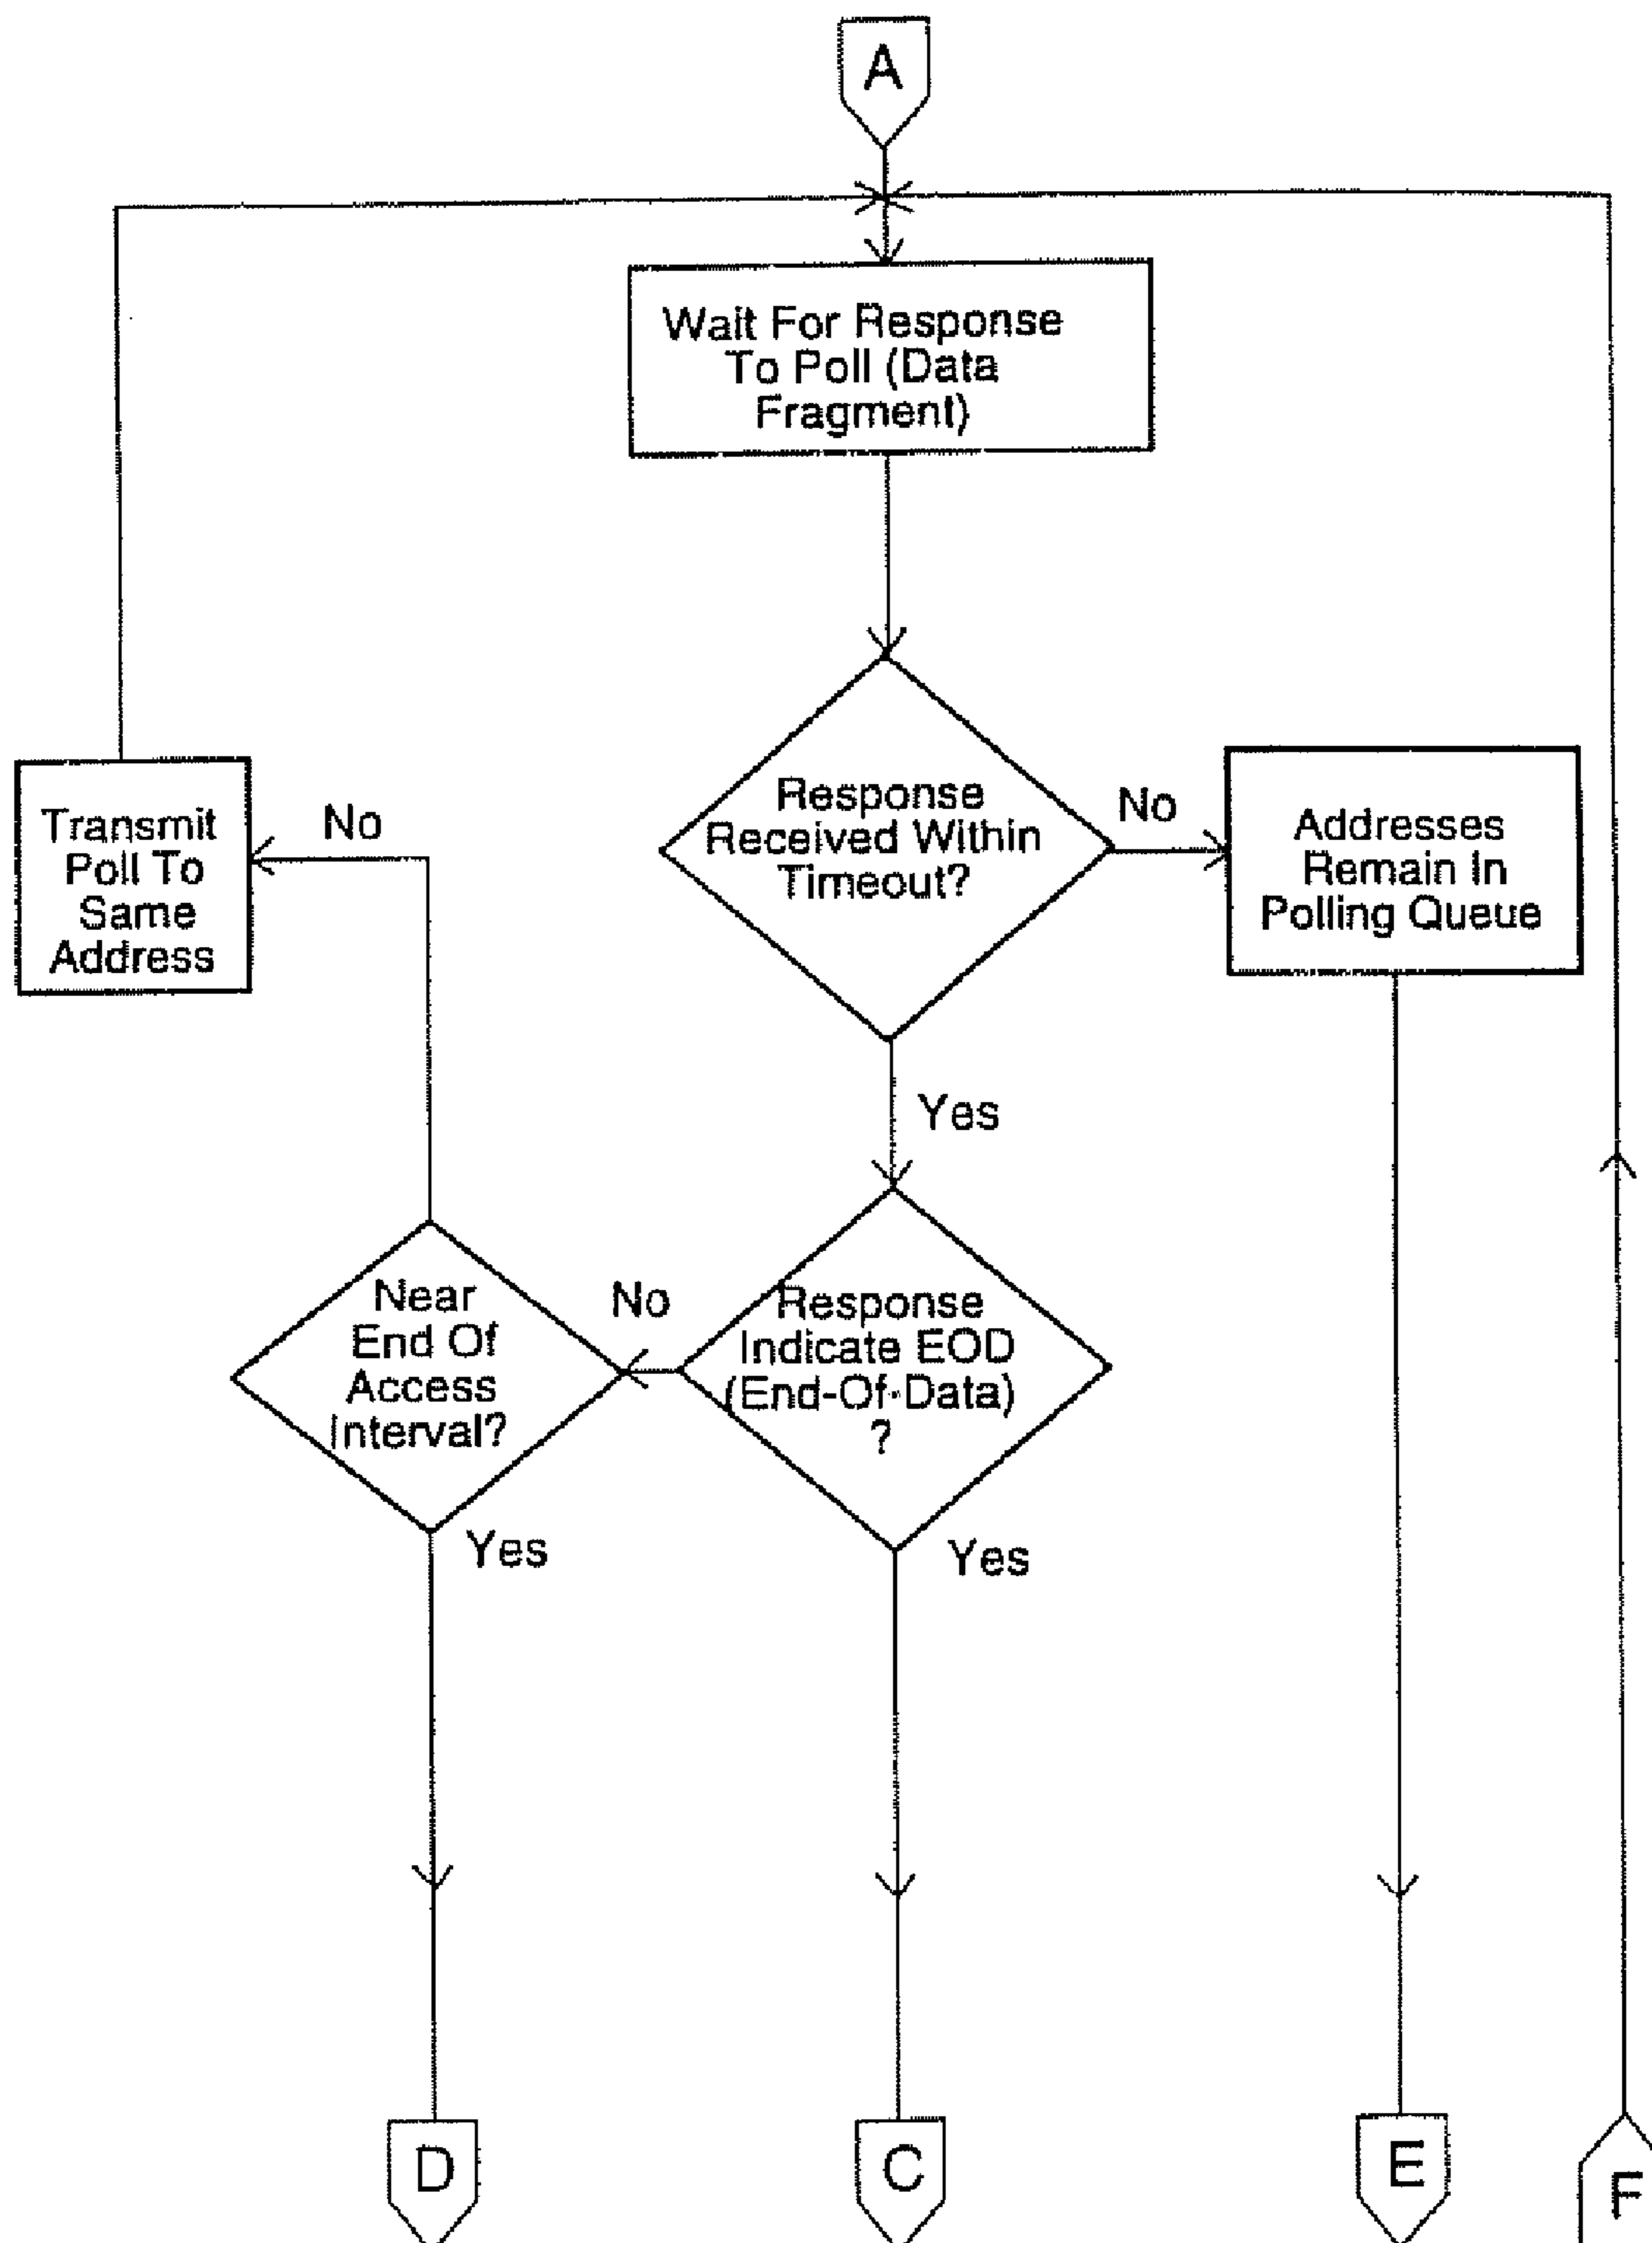 A
Wait For Response
To Poll (Data
Fragment)
Response
Received Within
Timeout?
No
Addresses
Remain In
Polling Queue
Transmit
Poll To
Same
Address
No
Yes
Near
End Of
Access
Interval?
No
Response
Indicate EOD
(End-Of-Data)
?
Yes
Yes
D
C
E
F